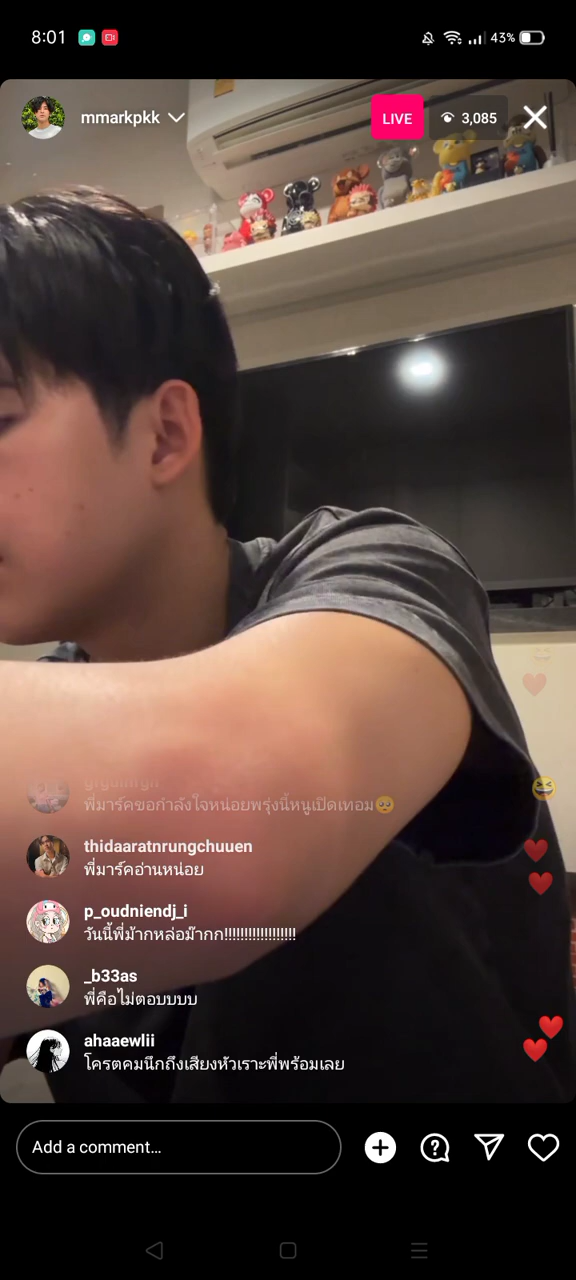 8:01
43%
mmarkpkk
LIVE
3,085
พี่มาร์คขอกำลังใจหน่อยพรุ่งนี้หนูเปิดเทอม🥺
thidaaratnrungchuuen
พี่มาร์คอ่านหน่อย
p_oudniendj_i
วันนี้พี่ม้ากหล่อม๊ากก!!!!!!!!!!!!!!!!!!
_b33as
พี่คือไม่ตอบบบบ
ahaaewlii
โครตคมนึกถึงเสียงหัวเราะพี่พร้อมเลย
Add a comment…